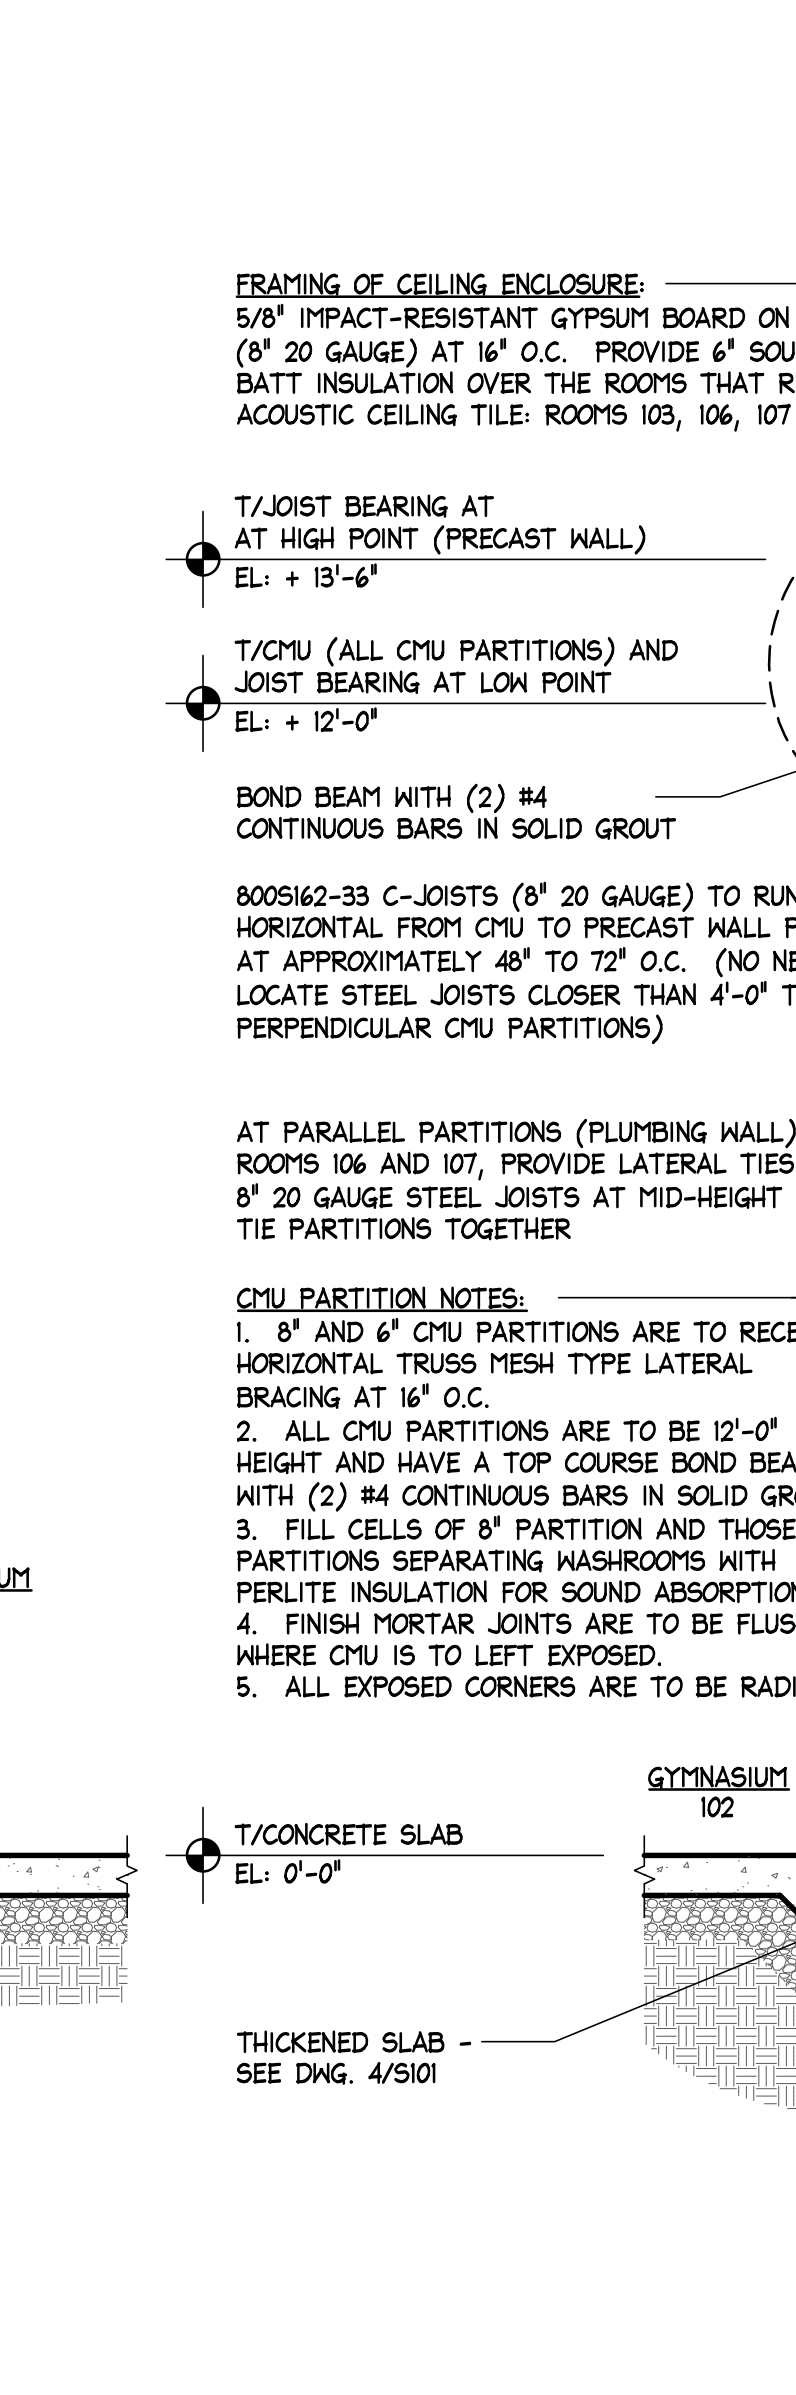 FRAMING OF CEILING ENCLOSURE:
5/8" IMPACT-RESISTANT GYPSUM BOARD ON
(8" 20 GAUGE) AT 16" O.C. PROVIDE 6"
BATT INSULATION OVER THE ROOMS THAT
ACOUSTIC CEILING TILE: ROOMS 103, 106, 107
T/JOIST BEARING AT
AT HIGH POINT (PRECAST WALL)
EL: + 13'-6"
T/CMU (ALL CMU PARTITIONS) AND
JOIST BEARING AT LOW POINT
EL: + 12'-0"
BOND BEAM WITH (2) #4
CONTINUOUS BARS IN SOLID GROUT
800S162-33 C-JOISTS (8" 20 GAUGE) TO RUN
HORIZONTAL FROM CMU TO PRECAST WALL
AT APPROXIMATELY 48" TO 72" O.C. (NO
LOCATE STEEL JOISTS CLOSER THAN 4'-0"
PERPENDICULAR CMU PARTITIONS)
AT PARALLEL PARTITIONS (PLUMBING WALL)
ROOMS 106 AND 107, PROVIDE LATERAL TIES
8" 20 GAUGE STEEL JOISTS AT MID-HEIGHT
TIE PARTITIONS TOGETHER
CMU PARTITION NOTES:
1. 8" AND 6" CMU PARTITIONS ARE TO
HORIZONTAL TRUSS MESH TYPE LATERAL
BRACING AT 16" O.C.
2. ALL CMU PARTITIONS ARE TO BE 12'-0"
HEIGHT AND HAVE A TOP COURSE BOND
WITH (2) #4 CONTINUOUS BARS IN SOLID
3. FILL CELLS OF 8" PARTITION AND THOSE
PARTITIONS SEPARATING WASHROOMS WITH
PERLITE INSULATION FOR SOUND ABSORPTION
4. FINISH MORTAR JOINTS ARE TO BE
WHERE CMU IS TO LEFT EXPOSED.
5. ALL EXPOSED CORNERS ARE TO BE
GYMNASIUM
102
T/CONCRETE SLAB
EL: 0'-0"
THICKENED SLAB -
SEE DWG. 4/S101